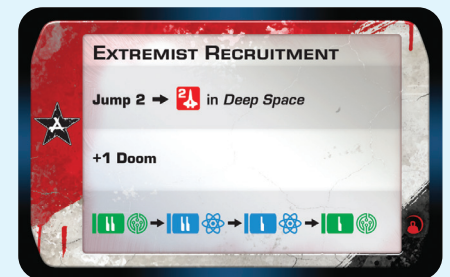 EXTREMIST RECRUITMENT
Jump 2 → 2 in Deep Space
+1 Doom